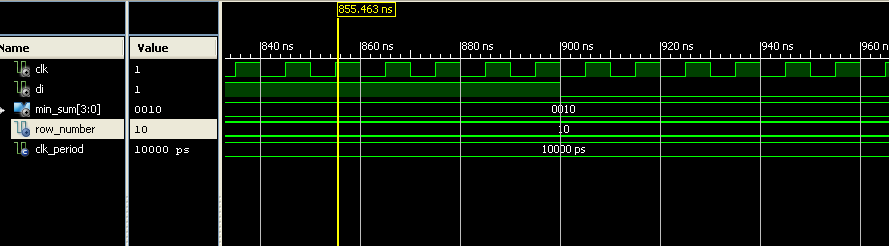 855.463 ns
Name Value 840 ns 860 ns 880 ns 900 ns 920 ns 940 ns 960 ns
clk 1
di 1
min_sum[3:0] 0010 0010
row_number 10 10
clk_period 10000 ps 10000 ps